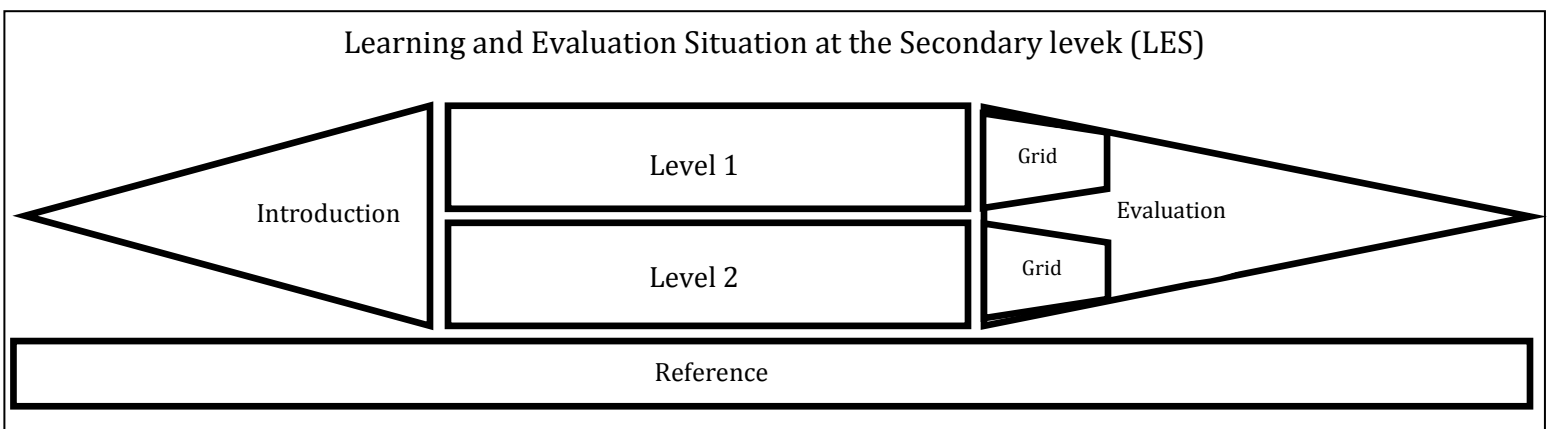 Learning and Evaluation Situation at the Secondary levek (LES)
Level 1
Grid
Introduction
Evaluation
Level 2
Grid
Reference